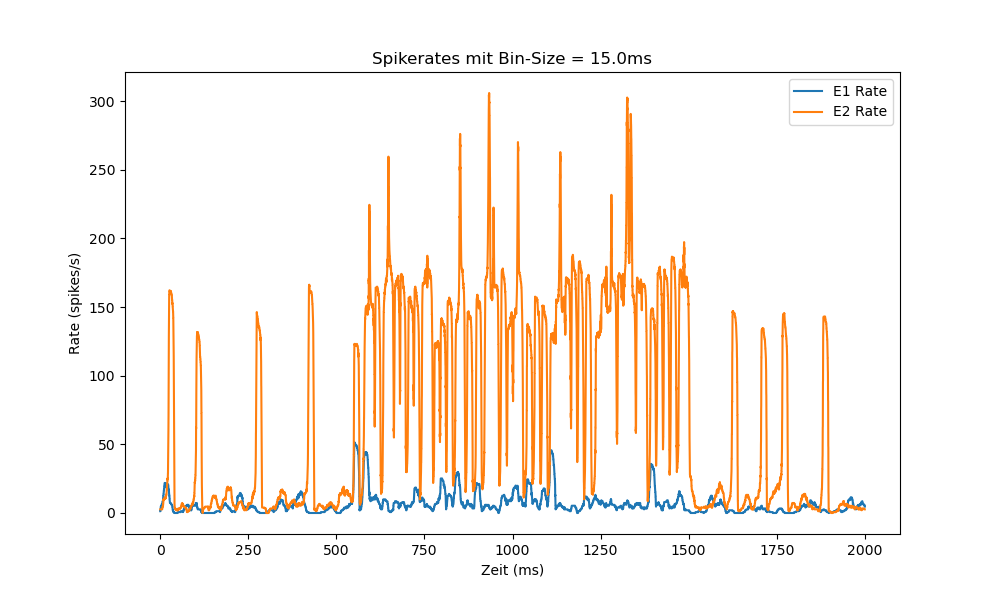 Spikerates mit Bin-Size = 15.0ms
E1 Rate
E2 Rate
300
250
200
150
100
50
0
Rate (spikes/s)
0 250 500 750 1000 1250 1500 1750 2000
Zeit (ms)